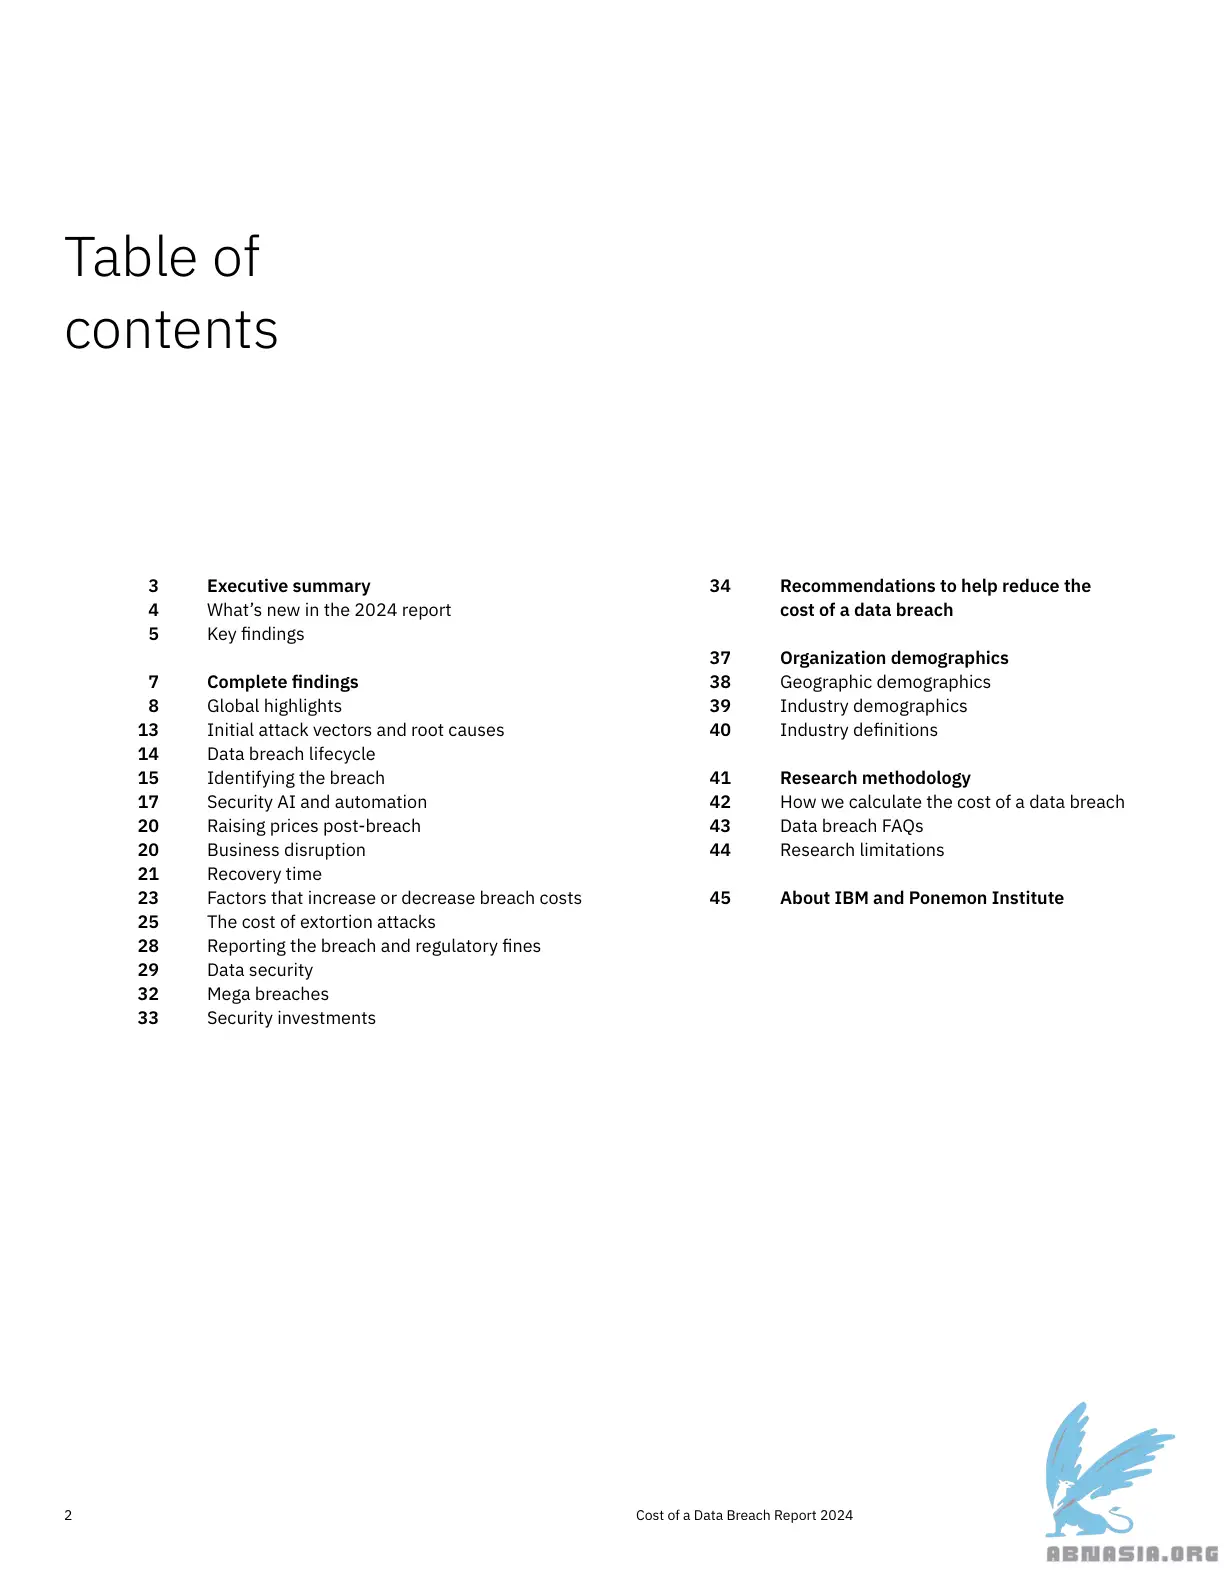 Table of
contents
3 Executive summary
4 What’s new in the 2024 report
5 Key findings
7 Complete findings
8 Global highlights
13 Initial attack vectors and root causes
14 Data breach lifecycle
15 Identifying the breach
17 Security AI and automation
20 Raising prices post-breach
20 Business disruption
21 Recovery time
23 Factors that increase or decrease breach costs
25 The cost of extortion attacks
28 Reporting the breach and regulatory fines
29 Data security
32 Mega breaches
33 Security investments
34 Recommendations to help reduce the
cost of a data breach
37 Organization demographics
38 Geographic demographics
39 Industry demographics
40 Industry definitions
41 Research methodology
42 How we calculate the cost of a data breach
43 Data breach FAQs
44 Research limitations
45 About IBM and Ponemon Institute
2 Cost of a Data Breach Report 2024
ABNASIA.ORG